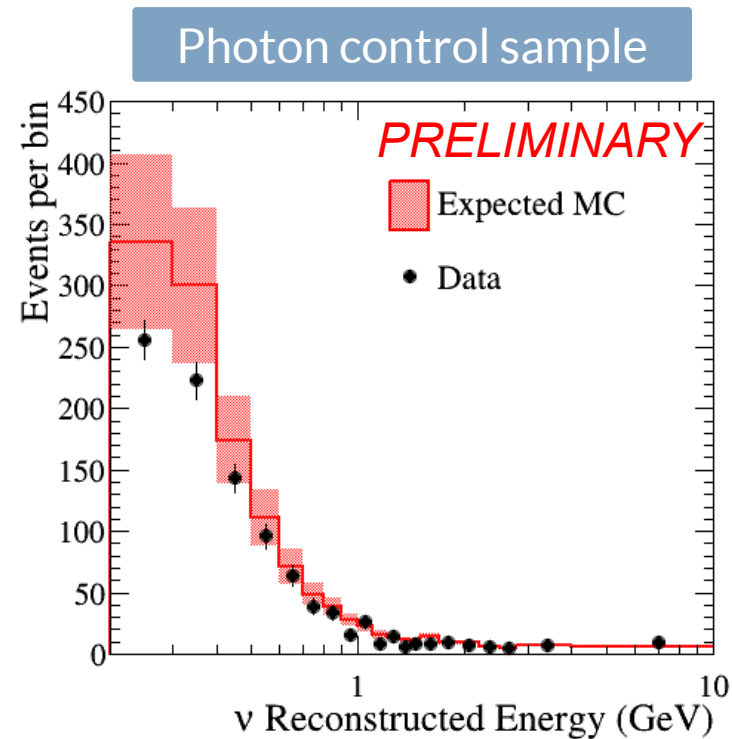 Photon control sample
PRELIMINARY
Expected MC
Data
Events per bin
450
400
350
300
250
200
150
100
50
0
1
10
ν Reconstructed Energy (GeV)